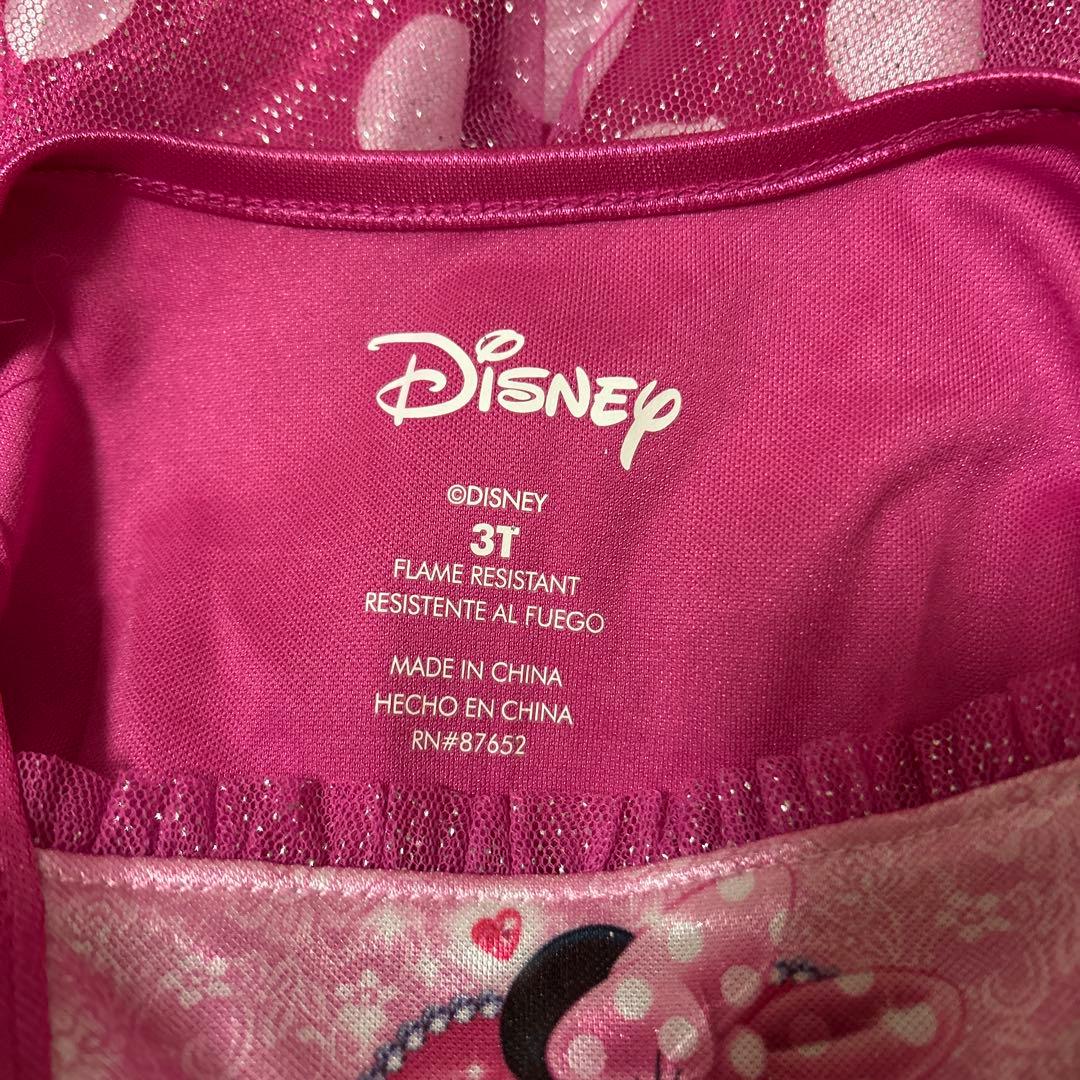 Disney
©DISNEY
3T
FLAME RESISTANT
RESISTENTE AL FUEGO
MADE IN CHINA
HECHO EN CHINA
RN#87652